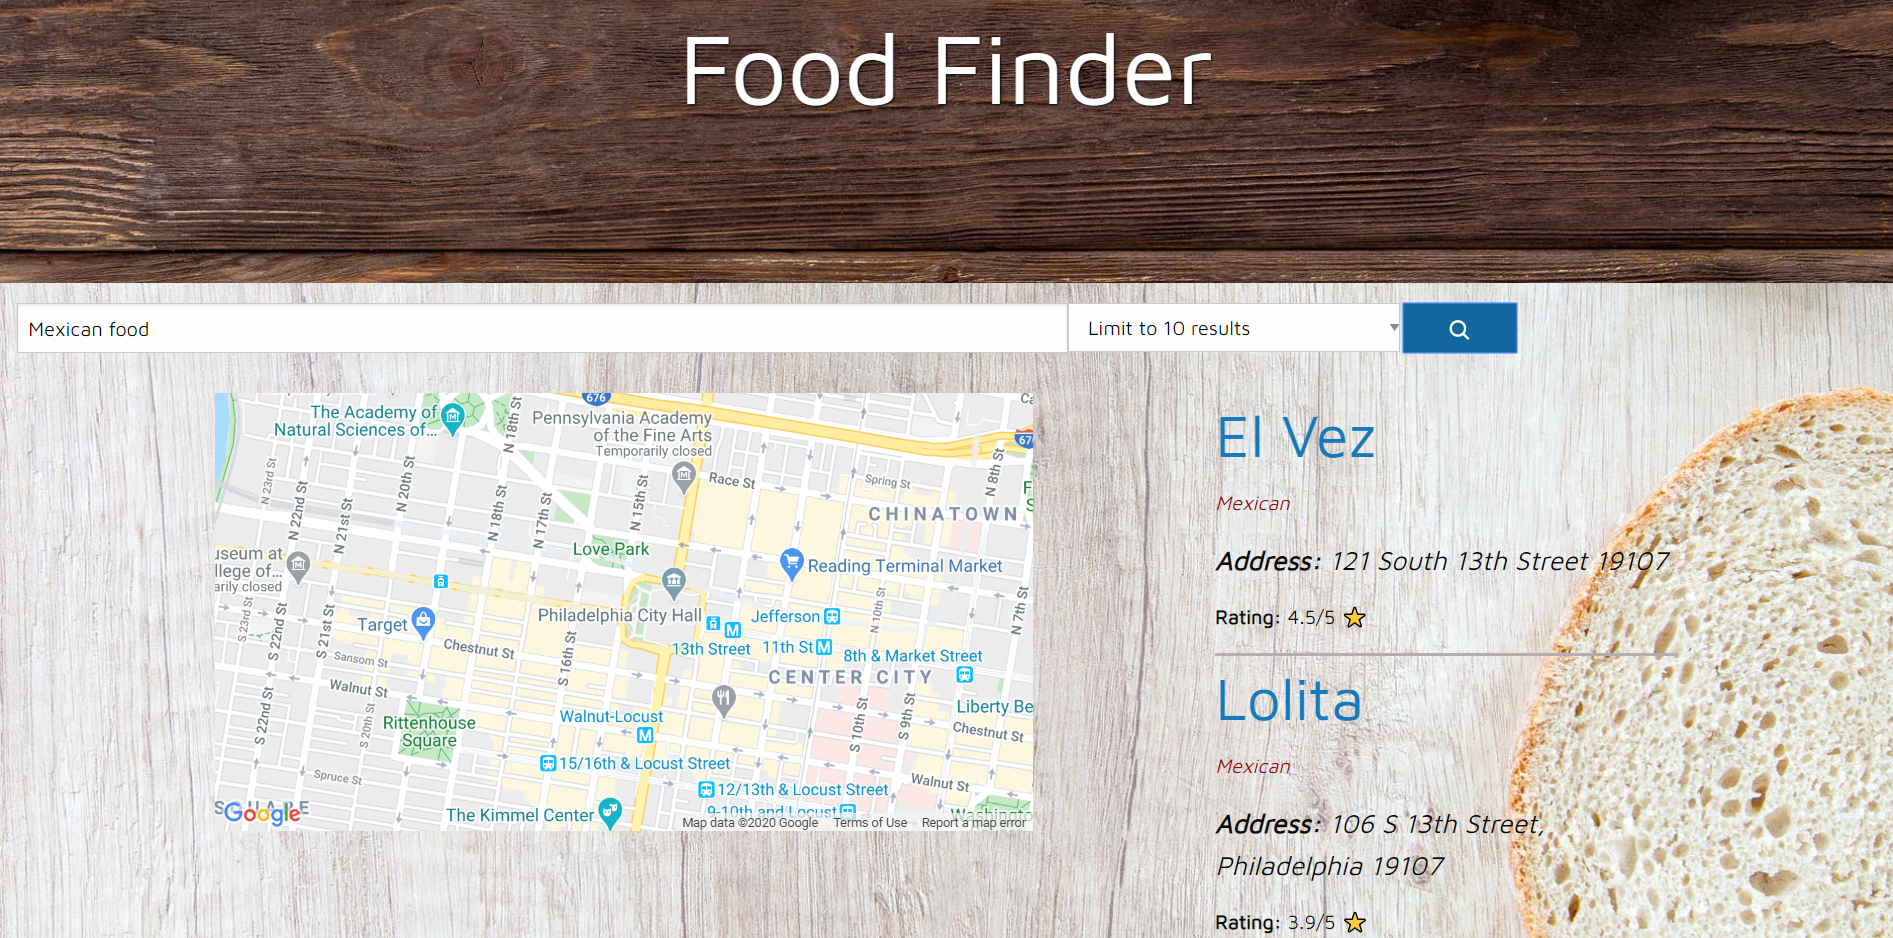 Food Finder
Mexican food
Limit to 10 results
The Academy of
Natural Sciences of...
N 18th St
676
Pennsylvania Academy
of the Fine Arts
Temporarily closed
Ca
676
N 23rd St
N 22nd St
N 21st St
N 20th St
N 18th St
N 17th St
N 15th St
Race St
Spring St
N 8th St
F
S
CHINATOWN
Love Park
useum at
llege of...
arily closed
Reading Terminal Market
Philadelphia City Hall
Jefferson
N 10th St
N 7th St
Target
S 23rd St
S 22nd St
S 21st St
Chestnut St
S 16th St
13th Street
11th St
8th & Market Street
Sansom St
CENTER CITY
Walnut St
S 22nd St
S 20th St
Rittenhouse
Square
Walnut-Locust
S 10th St
S 9th St
Liberty Be
Chestnut St
15/16th & Locust Street
Spruce St
12/13th & Locust Street
Walnut St
SQUARE
Google
The Kimmel Center
9-10th and Locust
Washingto
Map data ©2020 Google
Terms of Use
Report a map error
El Vez
Mexican
Address: 121 South 13th Street 19107
Rating: 4.5/5
Lolita
Mexican
Address: 106 S 13th Street,
Philadelphia 19107
Rating: 3.9/5